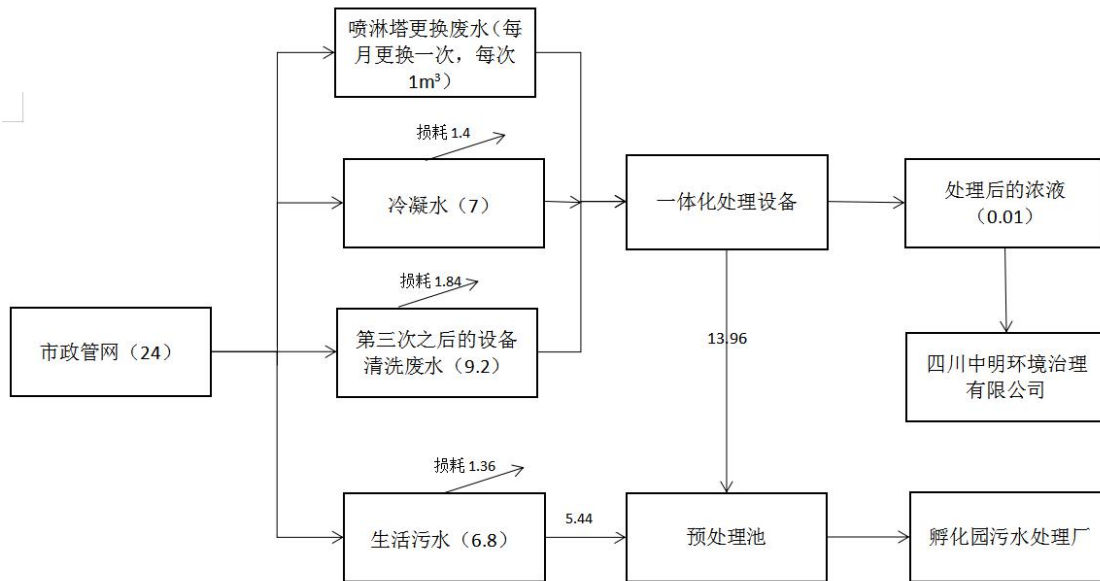 喷淋塔更换废水（每
月更换一次，每次
1m³）
损耗 1.4
冷凝水（7）
一体化处理设备
处理后的浓液
（0.01）
损耗 1.84
市政管网（24）
第三次之后的设备
清洗废水（9.2）
13.96
四川中明环境治理
有限公司
损耗 1.36
生活污水（6.8）
5.44
预处理池
孵化园污水处理厂